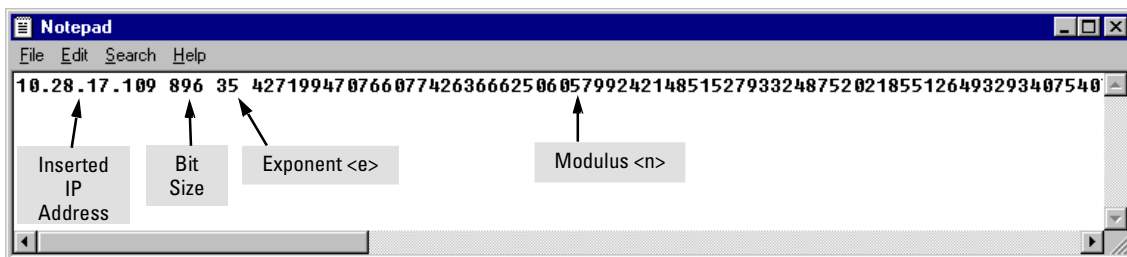 Notepad
File Edit Search Help
10.28.17.109 896 35 427199470766077426366625060579924214851527933248752021855126493293407540
Inserted
IP
Address
Bit
Size
Exponent <e>
Modulus <n>